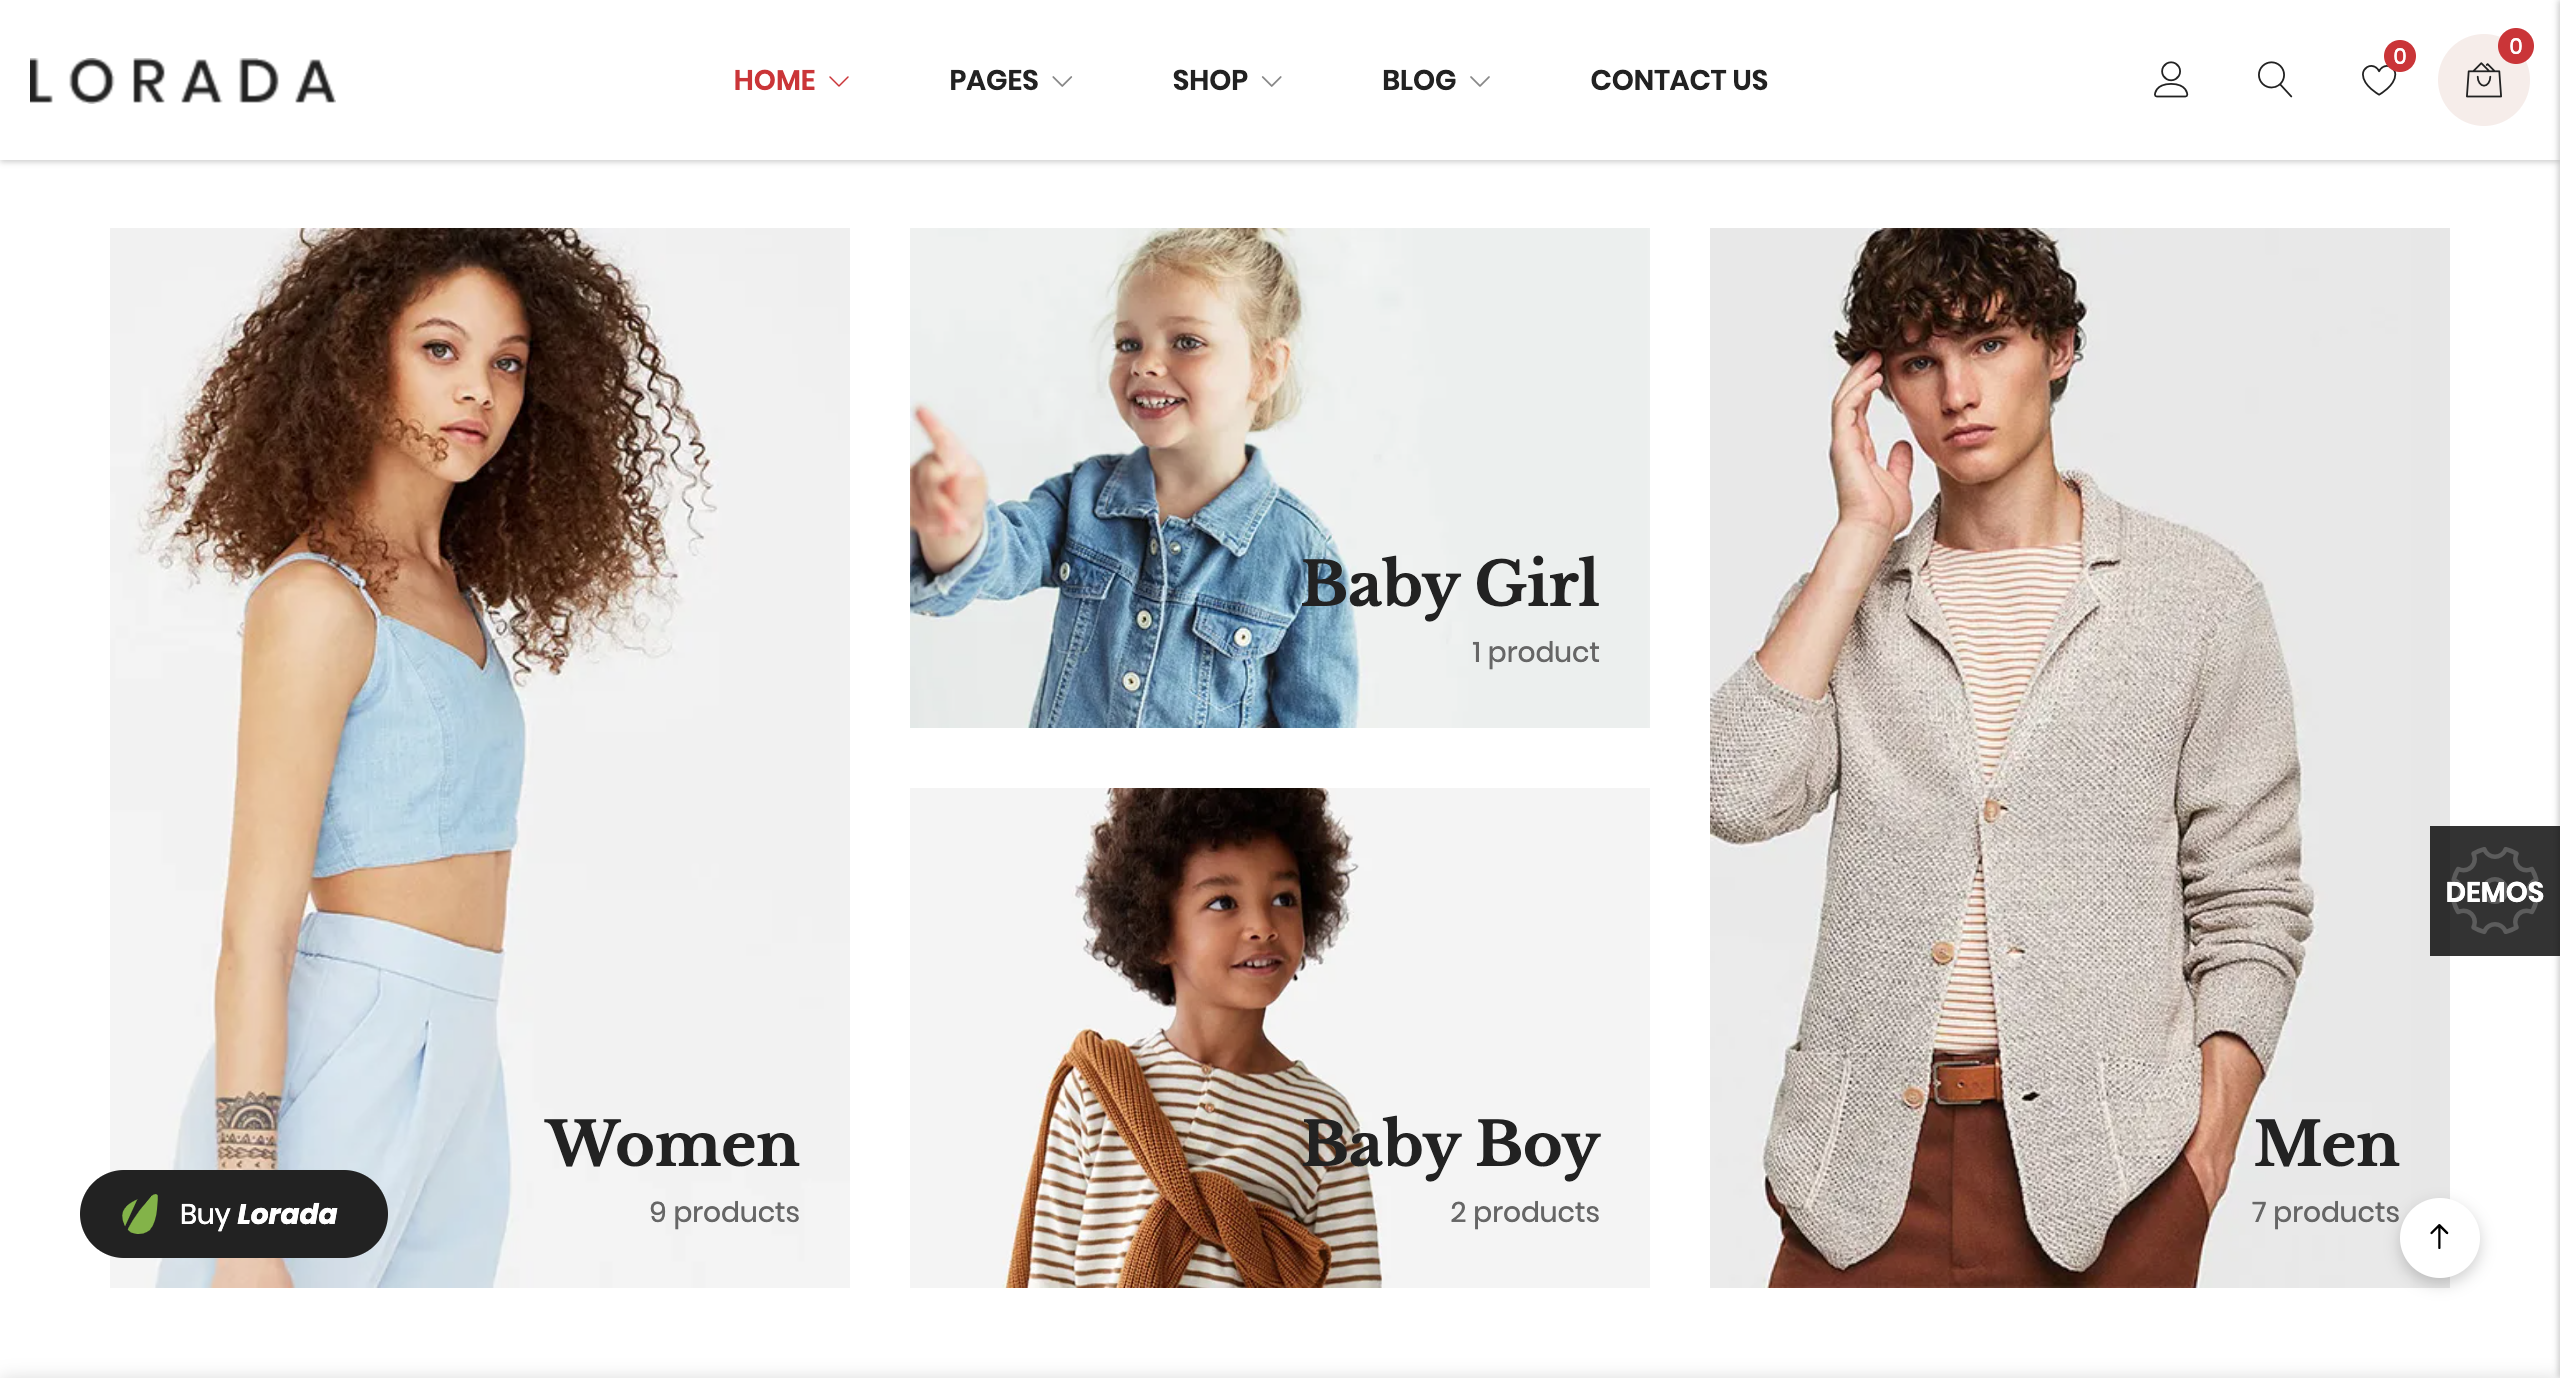 LORADA
HOME
PAGES
SHOP
BLOG
CONTACT US
0
0
Women
9 products
Baby Girl
1 product
Baby Boy
2 products
Men
7 products
DEMOS
Buy Lorada